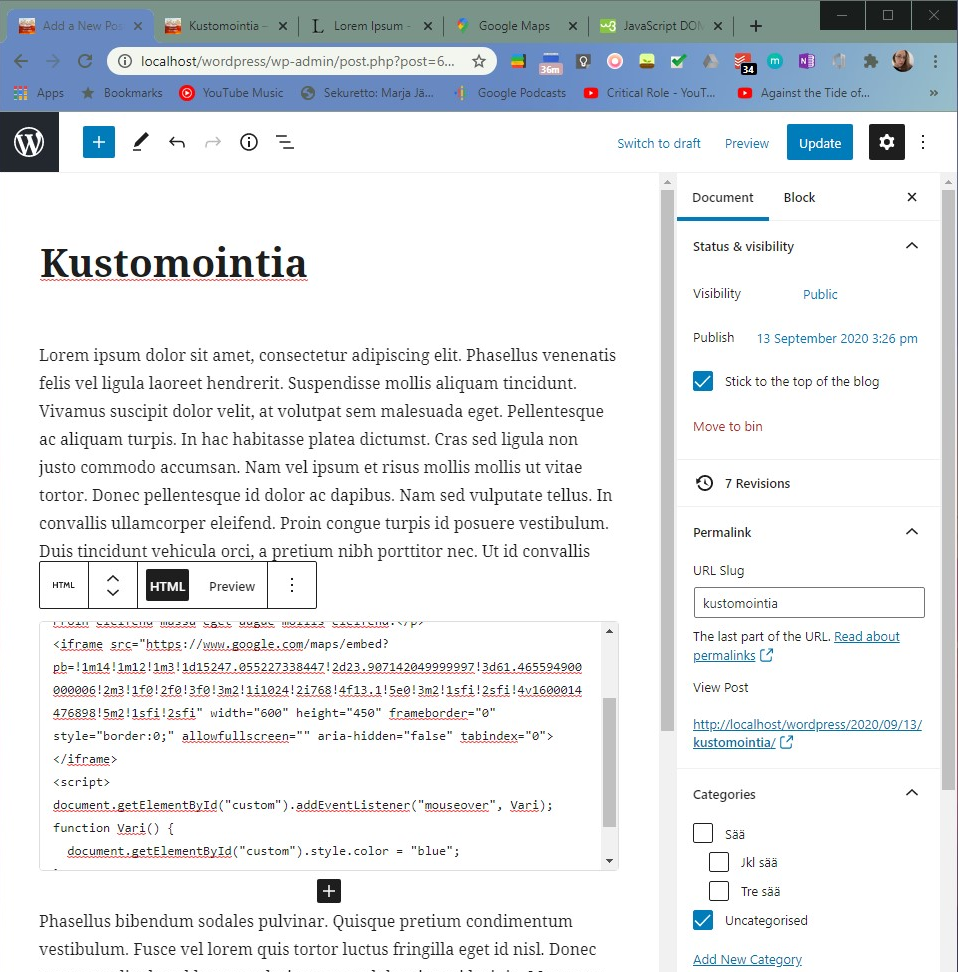 Add a New Pos
Kustomointia –
Lorem Ipsum -
Google Maps
JavaScript DOM
localhost/wordpress/wp-admin/post.php?post=6...
36m
34
Apps
Bookmarks
YouTube Music
Sekuretto: Marja Jä...
Google Podcasts
Critical Role - YouT...
Against the Tide of...
»
Switch to draft
Preview
Update
Document
Block
Kustomointia
Lorem ipsum dolor sit amet, consectetur adipiscing elit. Phasellus venenatis
felis vel ligula laoreet hendrerit. Suspendisse mollis aliquam tincidunt.
Vivamus suscipit dolor velit, at volutpat sem malesuada eget. Pellentesque
ac aliquam turpis. In hac habitasse platea dictumst. Cras sed ligula non
justo commodo accumsan. Nam vel ipsum et risus mollis mollis ut vitae
tortor. Donec pellentesque id dolor ac dapibus. Nam sed vulputate tellus. In
convallis ullamcorper eleifend. Proin congue turpis id posuere vestibulum.
Duis tincidunt vehicula orci, a pretium nibh porttitor nec. Ut id convallis
HTML
HTML
Preview
Proin eleifend massa eget augue mollis eleifend.</p>
<iframe src="https://www.google.com/maps/embed?
pb=!1m14!1m12!1m3!1d15247.055227338447!2d23.907142049999997!3d61.465594900
000006!2m3!1f0!2f0!3f0!3m2!1i1024!2i768!4f13.1!5e0!3m2!1sfi!2sfi!4v1600014
476898!5m2!1sfi!2sfi" width="600" height="450" frameborder="0"
style="border:0;" allowfullscreen="" aria-hidden="false" tabindex="0">
</iframe>
<script>
document.getElementById("custom").addEventListener("mouseover", Vari);
function Vari() {
document.getElementById("custom").style.color = "blue";
Phasellus bibendum sodales pulvinar. Quisque pretium condimentum
vestibulum. Fusce vel lorem quis tortor luctus fringilla eget id nisl. Donec
Status & visibility
Visibility
Public
Publish
13 September 2020 3:26 pm
Stick to the top of the blog
Move to bin
7 Revisions
Permalink
URL Slug
kustomointia
The last part of the URL. Read about
permalinks
View Post
http://localhost/wordpress/2020/09/13/
kustomointia/
Categories
Sää
Jkl sää
Tre sää
Uncategorised
Add New Category